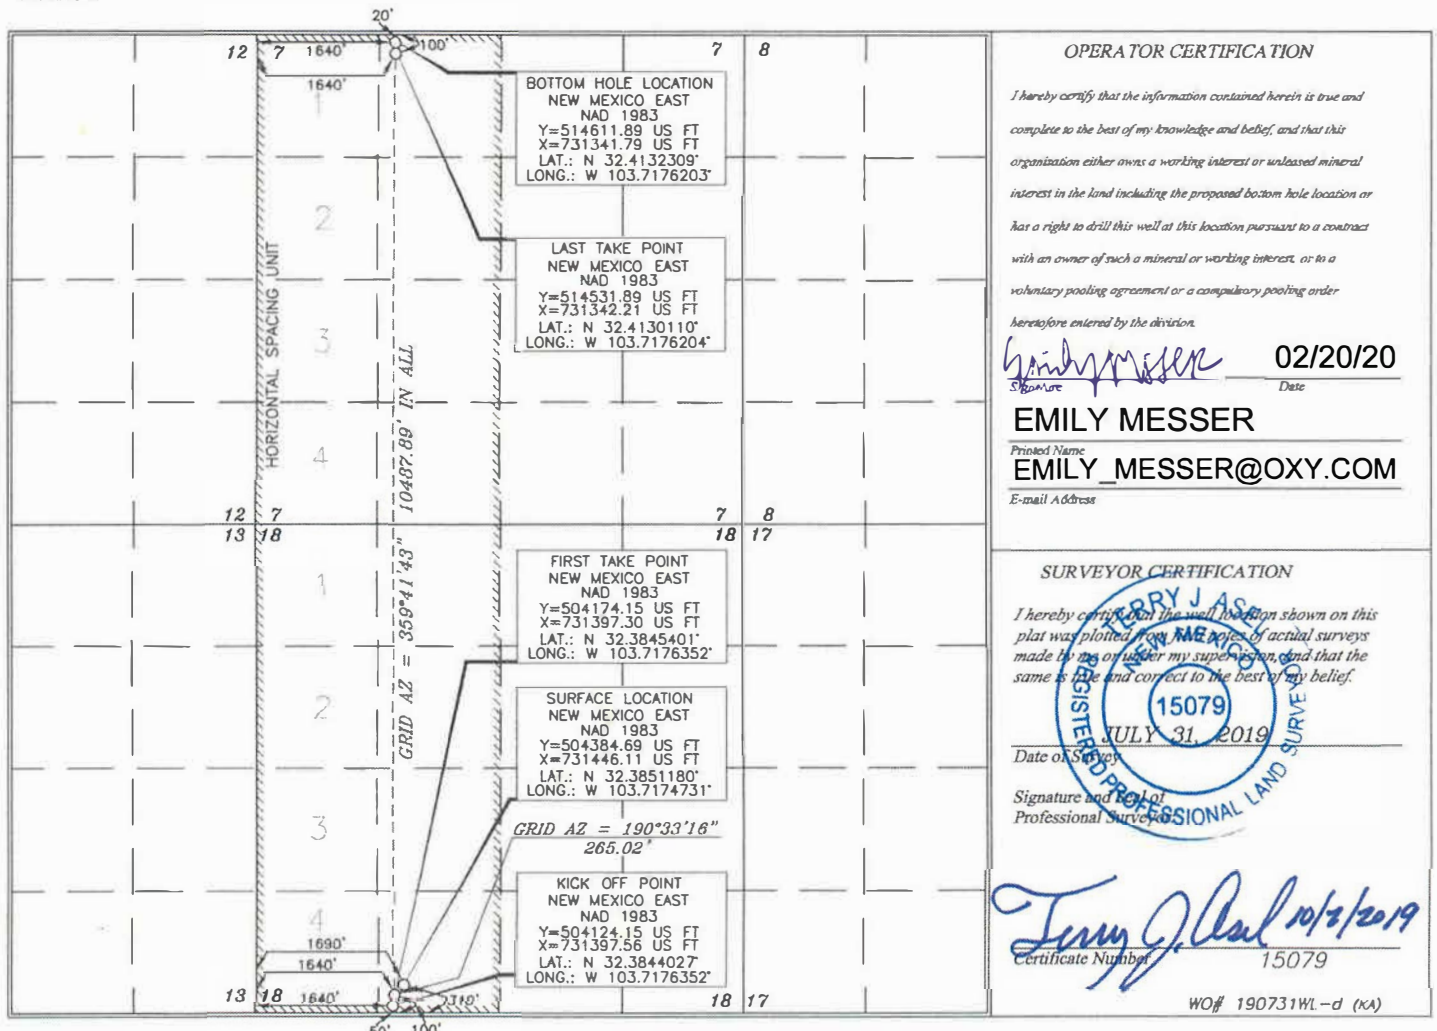 20'
12 7 1640' 100' 7 8
1640'
1
2
3
4
HORIZONTAL SPACING UNIT
GRID AZ = 359°41'43" 10487.89' IN ALL
BOTTOM HOLE LOCATION
NEW MEXICO EAST
NAD 1983
Y=514611.89 US FT
X=731341.79 US FT
LAT.: N 32.4132309°
LONG.: W 103.7176203°
LAST TAKE POINT
NEW MEXICO EAST
NAD 1983
Y=514531.89 US FT
X=731342.21 US FT
LAT.: N 32.4130110°
LONG.: W 103.7176204°
12 7 7 8
13 18 18 17
1
2
3
4
FIRST TAKE POINT
NEW MEXICO EAST
NAD 1983
Y=504174.15 US FT
X=731397.30 US FT
LAT.: N 32.3845401°
LONG.: W 103.7176352°
SURFACE LOCATION
NEW MEXICO EAST
NAD 1983
Y=504384.69 US FT
X=731446.11 US FT
LAT.: N 32.3851180°
LONG.: W 103.7174731°
GRID AZ = 190°33'16"
265.02'
KICK OFF POINT
NEW MEXICO EAST
NAD 1983
Y=504124.15 US FT
X=731397.56 US FT
LAT.: N 32.3844027°
LONG.: W 103.7176352°
1690'
1640'
13 18 1640' 18 17
50' 100'
OPERATOR CERTIFICATION
I hereby certify that the information contained herein is true and
complete to the best of my knowledge and belief, and that this
organization either owns a working interest or unleased mineral
interest in the land including the proposed bottom hole location or
has a right to drill this well at this location pursuant to a contract
with an owner of such a mineral or working interest, or to a
voluntary pooling agreement or a compulsory pooling order
heretofore entered by the division.
Emily Messer 02/20/20
Signature Date
EMILY MESSER
Printed Name
EMILY_MESSER@OXY.COM
E-mail Address
SURVEYOR CERTIFICATION
I hereby certify that the well location shown on this
plat was plotted from field notes of actual surveys
made by me or under my supervision, and that the
same is true and correct to the best of my belief.
TERRY J ASEL
NEW MEXICO
15079
REGISTERED PROFESSIONAL LAND SURVEYOR
JULY 31, 2019
Date of Survey
Signature and Seal of
Professional Surveyor:
Terry J. Asel 10/2/2019
Certificate Number 15079
WO# 190731WL-d (KA)